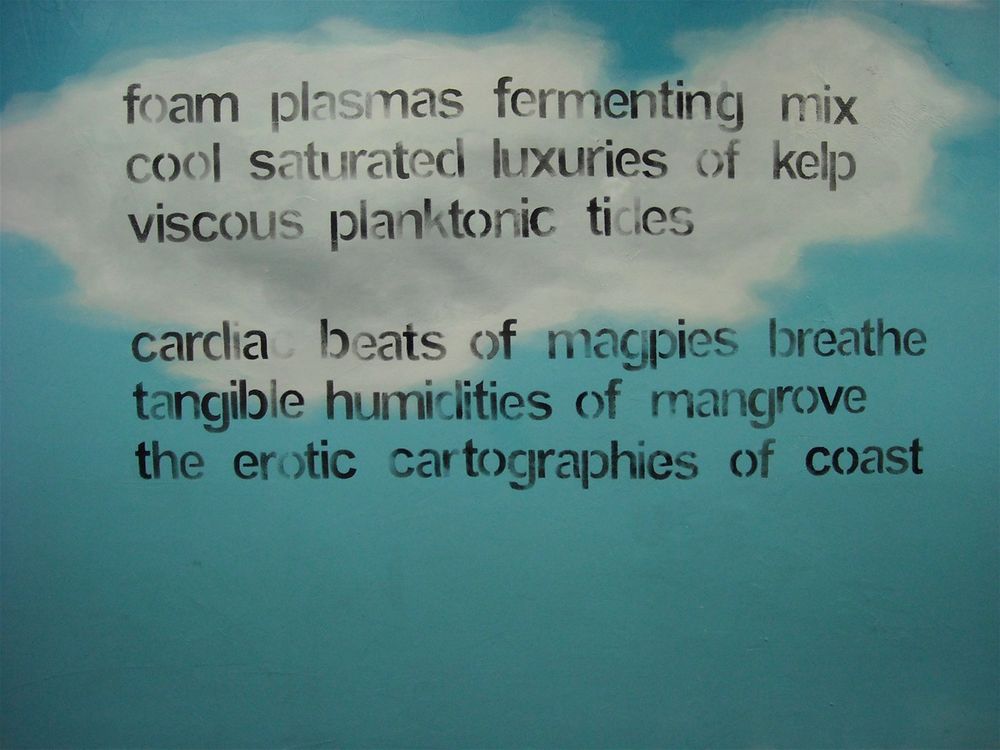 foam plasmas fermenting mix
cool saturated luxuries of kelp
viscous planktonic tides
cardiac beats of magpies breathe
tangible humidities of mangrove
the erotic cartographies of coast